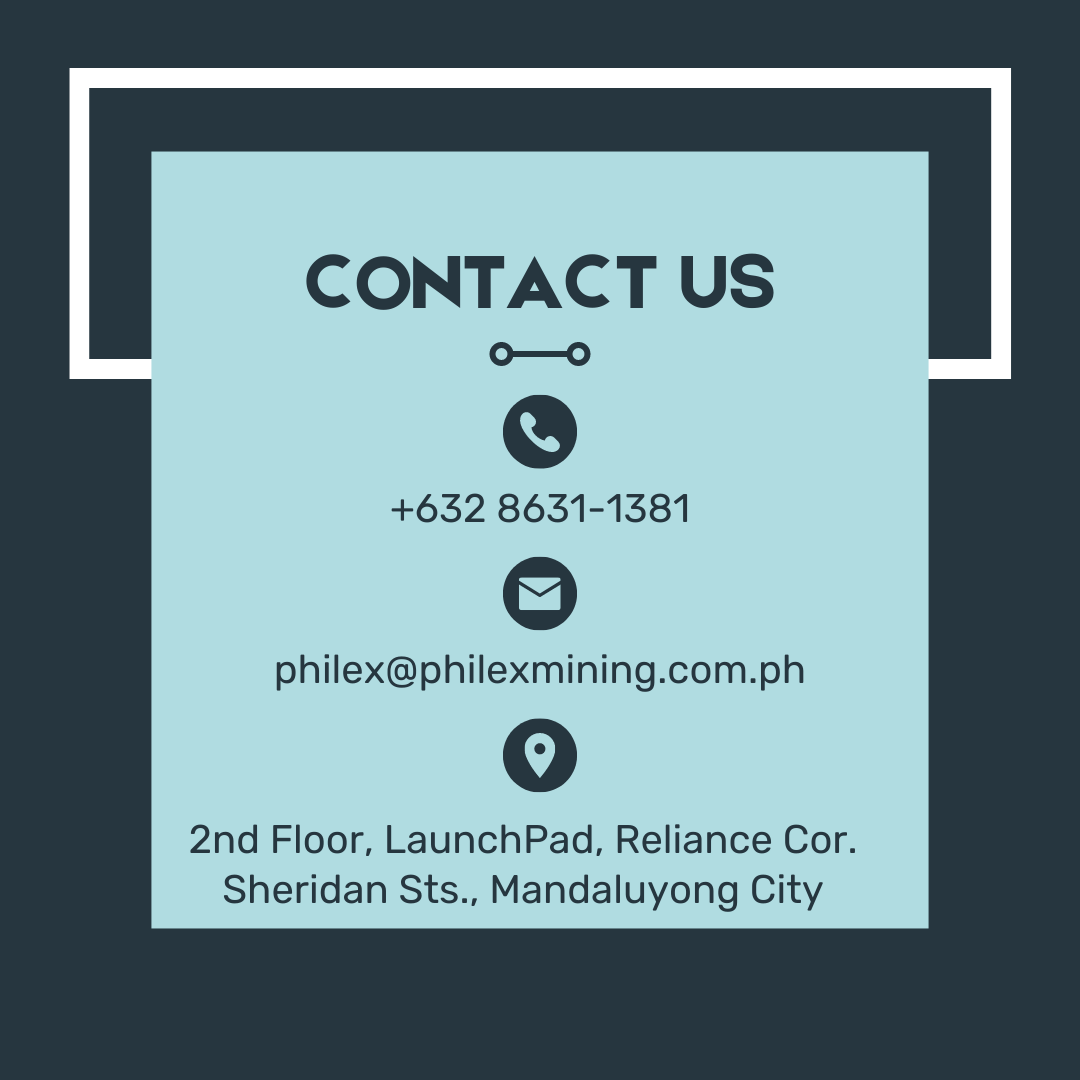 CONTACT US
+632 8631-1381
philex@philexmining.com.ph
2nd Floor, LaunchPad, Reliance Cor.
Sheridan Sts., Mandaluyong City